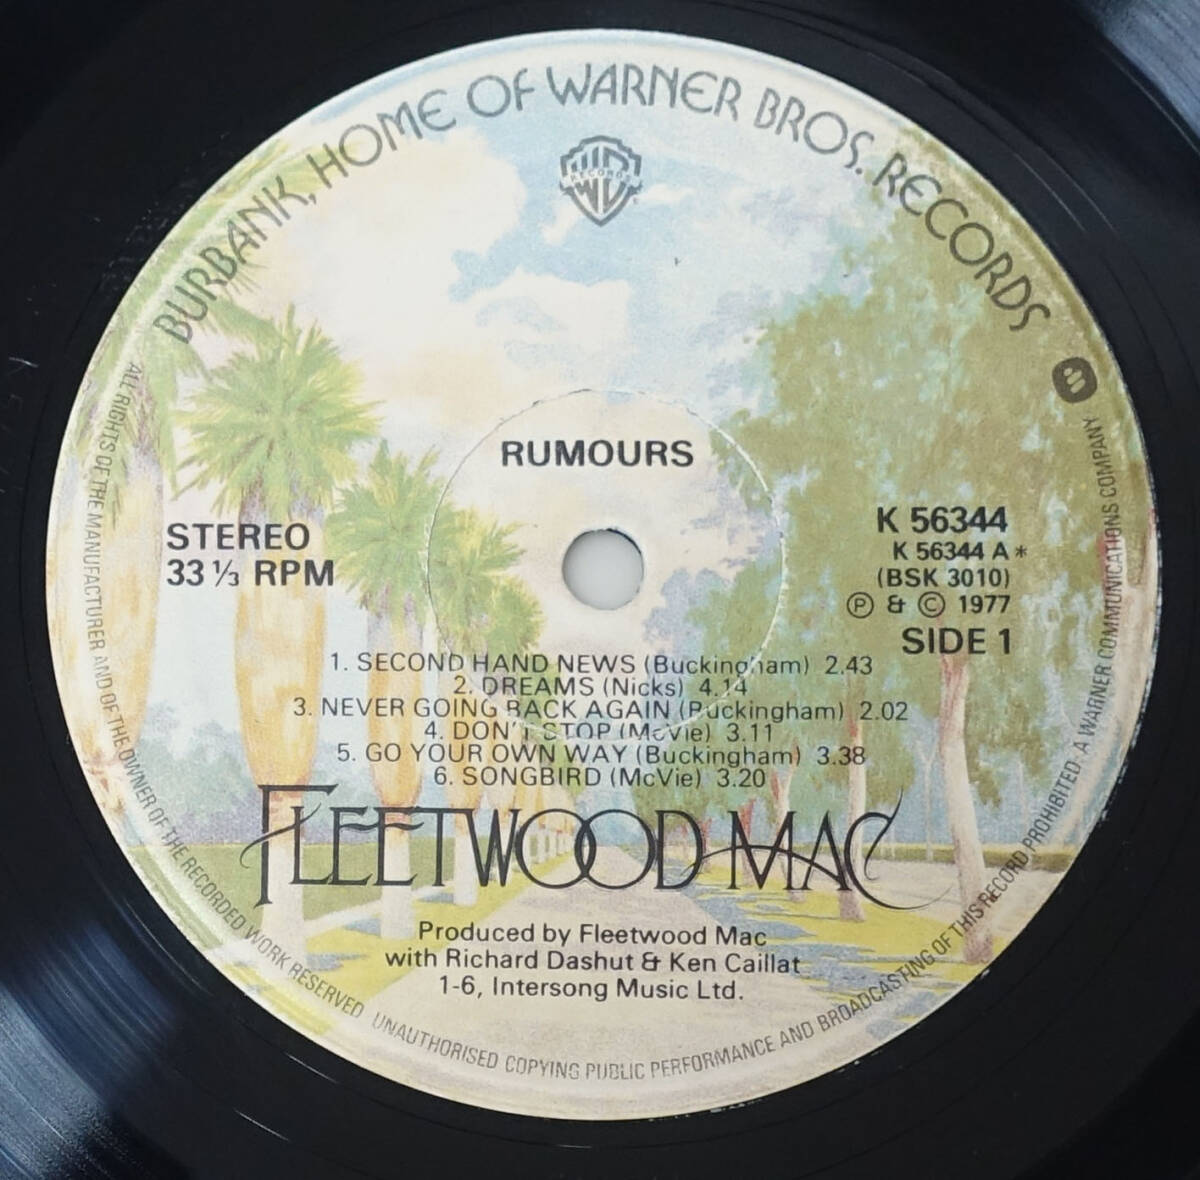 BURBANK, HOME OF WARNER BROS. RECORDS
RECORDS
RUMOURS
STEREO
33 ⅓ RPM
K 56344
K 56344 A*
(BSK 3010)
Ⓟ & © 1977
SIDE 1
1. SECOND HAND NEWS (Buckingham) 2.43
2. DREAMS (Nicks) 4.14
3. NEVER GOING BACK AGAIN (Buckingham) 2.02
4. DON'T STOP (McVie) 3.11
5. GO YOUR OWN WAY (Buckingham) 3.38
6. SONGBIRD (McVie) 3.20
FLEETWOOD MAC
Produced by Fleetwood Mac
with Richard Dashut & Ken Caillat
1-6, Intersong Music Ltd.
ALL RIGHTS OF THE MANUFACTURER AND OF THE OWNER OF THE RECORDED WORK RESERVED UNAUTHORISED COPYING PUBLIC PERFORMANCE AND BROADCASTING OF THIS RECORD PROHIBITED. A WARNER COMMUNICATIONS COMPANY